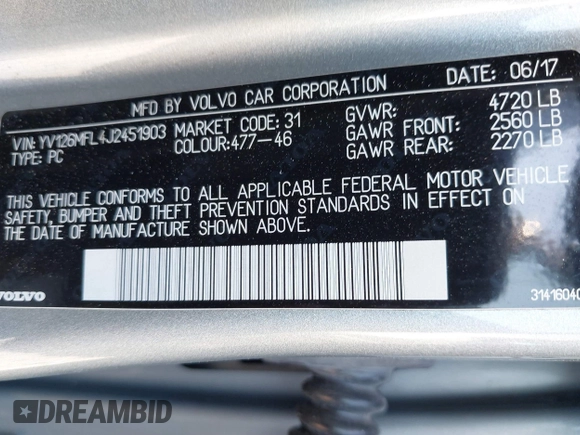 MFD BY VOLVO CAR CORPORATION DATE: 06/17
VIN: YV126MFL4J2451903 MARKET CODE: 31 GVWR: 4720 LB
TYPE: PC COLOUR:477-46 GAWR FRONT: 2560 LB
GAWR REAR: 2270 LB
THIS VEHICLE CONFORMS TO ALL APPLICABLE FEDERAL MOTOR VEHICLE
SAFETY, BUMPER AND THEFT PREVENTION STANDARDS IN EFFECT ON
THE DATE OF MANUFACTURE SHOWN ABOVE.
VOLVO 31416040
DREAMBID